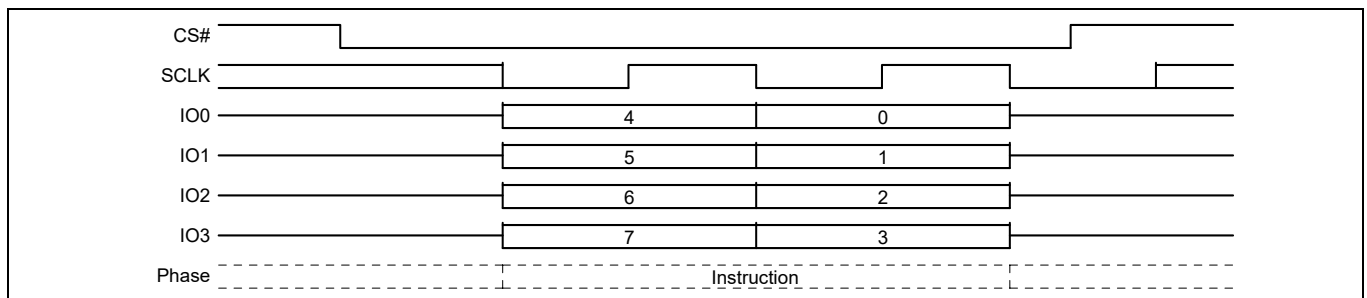 CS#
SCLK
IO0 4 0
IO1 5 1
IO2 6 2
IO3 7 3
Phase Instruction